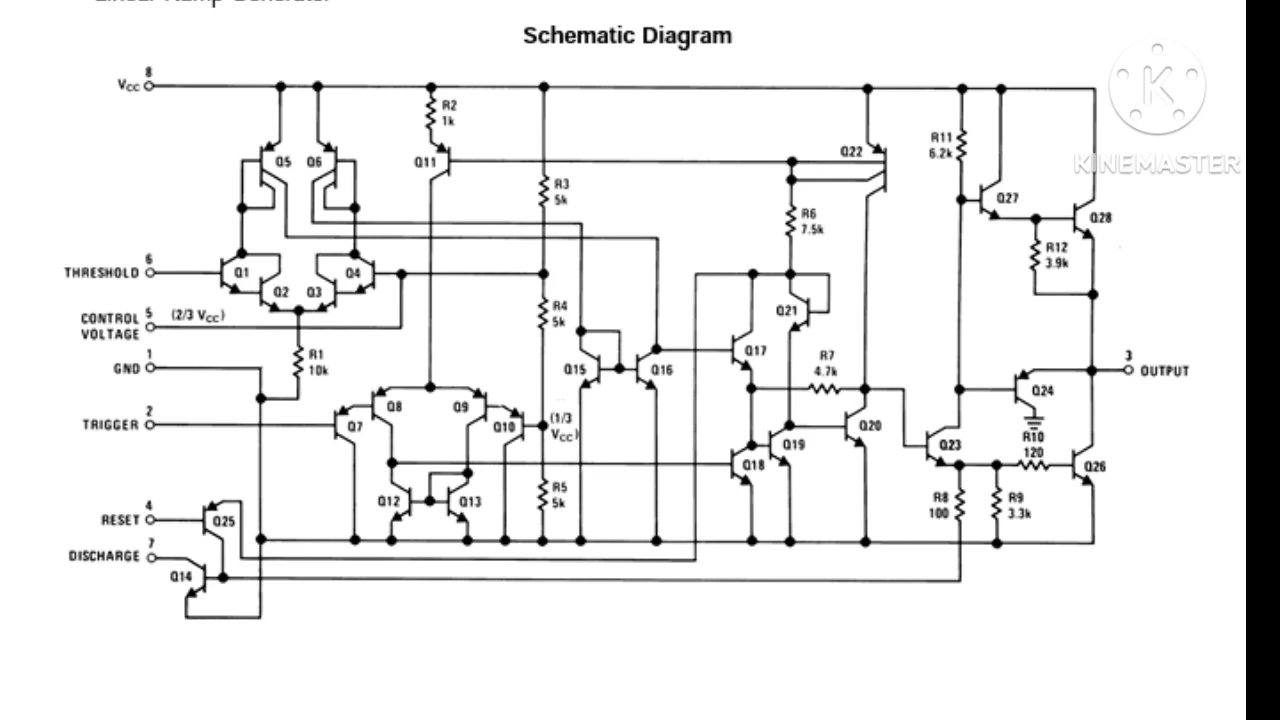 Linear Ramp Generator
Schematic Diagram
K
KINEMASTER
8
VCC
R2
1k
R11
6.2k
Q5
Q6
Q11
Q22
R3
5k
Q27
R6
7.5k
Q28
R12
3.9k
6
THRESHOLD
Q1
Q2
Q3
Q4
5
CONTROL
VOLTAGE
(2/3 VCC)
R4
5k
Q21
1
GND
R1
10k
Q15
Q16
Q17
R7
4.7k
3
OUTPUT
Q24
Q8
Q9
Q7
Q10
(1/3
VCC)
2
TRIGGER
Q18
Q19
Q20
Q23
R10
120
Q26
Q12
Q13
R5
5k
R8
100
R9
3.3k
4
RESET
Q25
7
DISCHARGE
Q14